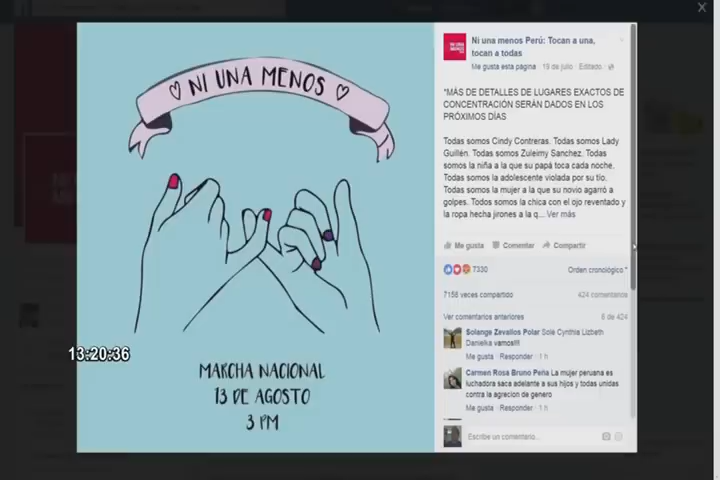 NI UNA MENOS
MARCHA NACIONAL
13 DE AGOSTO
3 PM
13:20:36
Ni una menos Perú: Tocan a una,
tocan a todas
Me gusta esta página · 19 de julio · Editado ·
*MÁS DE DETALLES DE LUGARES EXACTOS DE
CONCENTRACIÓN SERÁN DADOS EN LOS
PRÓXIMOS DÍAS
Todas somos Cindy Contreras. Todas somos Lady
Guillén. Todas somos Zuleimy Sanchez. Todas
somos la niña a la que su papá toca cada noche.
Todas somos la adolescente violada por su tío.
Todas somos la mujer a la que su novio agarró a
golpes. Todos somos la chica con el ojo reventado y
la ropa hecha jirones a la q... Ver más
Me gusta Comentar Compartir
7330 Orden cronológico
7156 veces compartido 424 comentarios
Ver comentarios anteriores 8 de 424
Solange Zevallos Polar Sole Cynthia Lizbeth
Danielka vamos!!!
Me gusta · Responder · 1 h
Carmen Rosa Bruno Peña La mujer peruana es
luchadora saca adelante a sus hijos y todas unidas
contra la agrecion de genero
Me gusta · Responder · 1 h
Escribe un comentario...